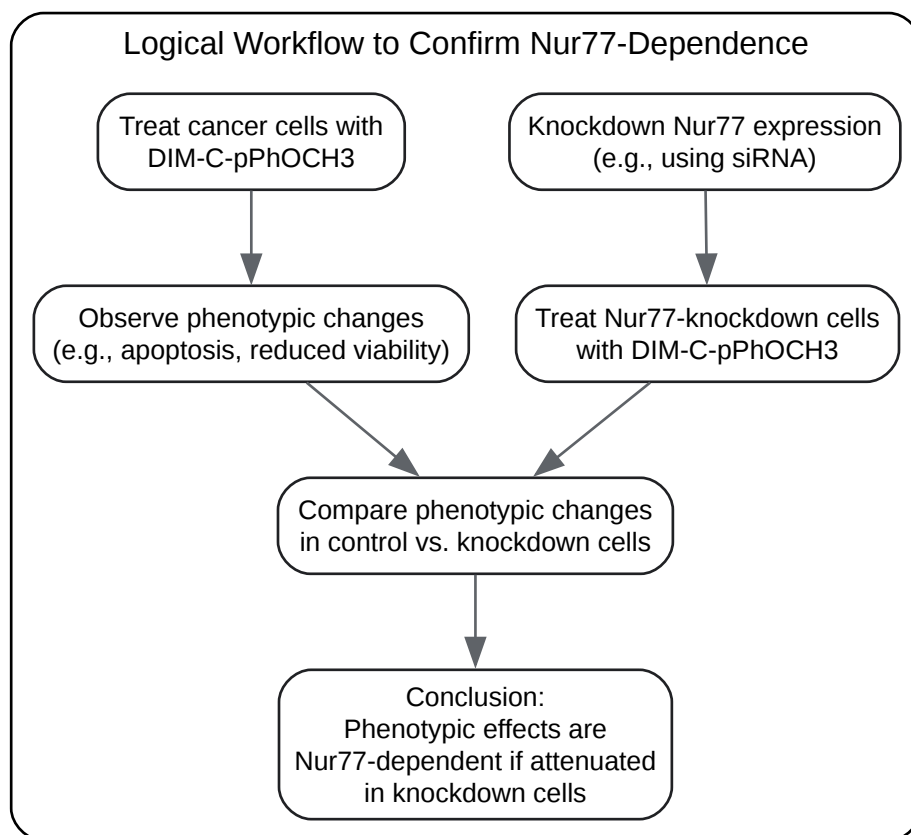 Logical Workflow to Confirm Nur77-Dependence
Treat cancer cells with
DIM-C-pPhOCH3
Knockdown Nur77 expression
(e.g., using siRNA)
Observe phenotypic changes
(e.g., apoptosis, reduced viability)
Treat Nur77-knockdown cells
with DIM-C-pPhOCH3
Compare phenotypic changes
in control vs. knockdown cells
Conclusion:
Phenotypic effects are
Nur77-dependent if attenuated
in knockdown cells